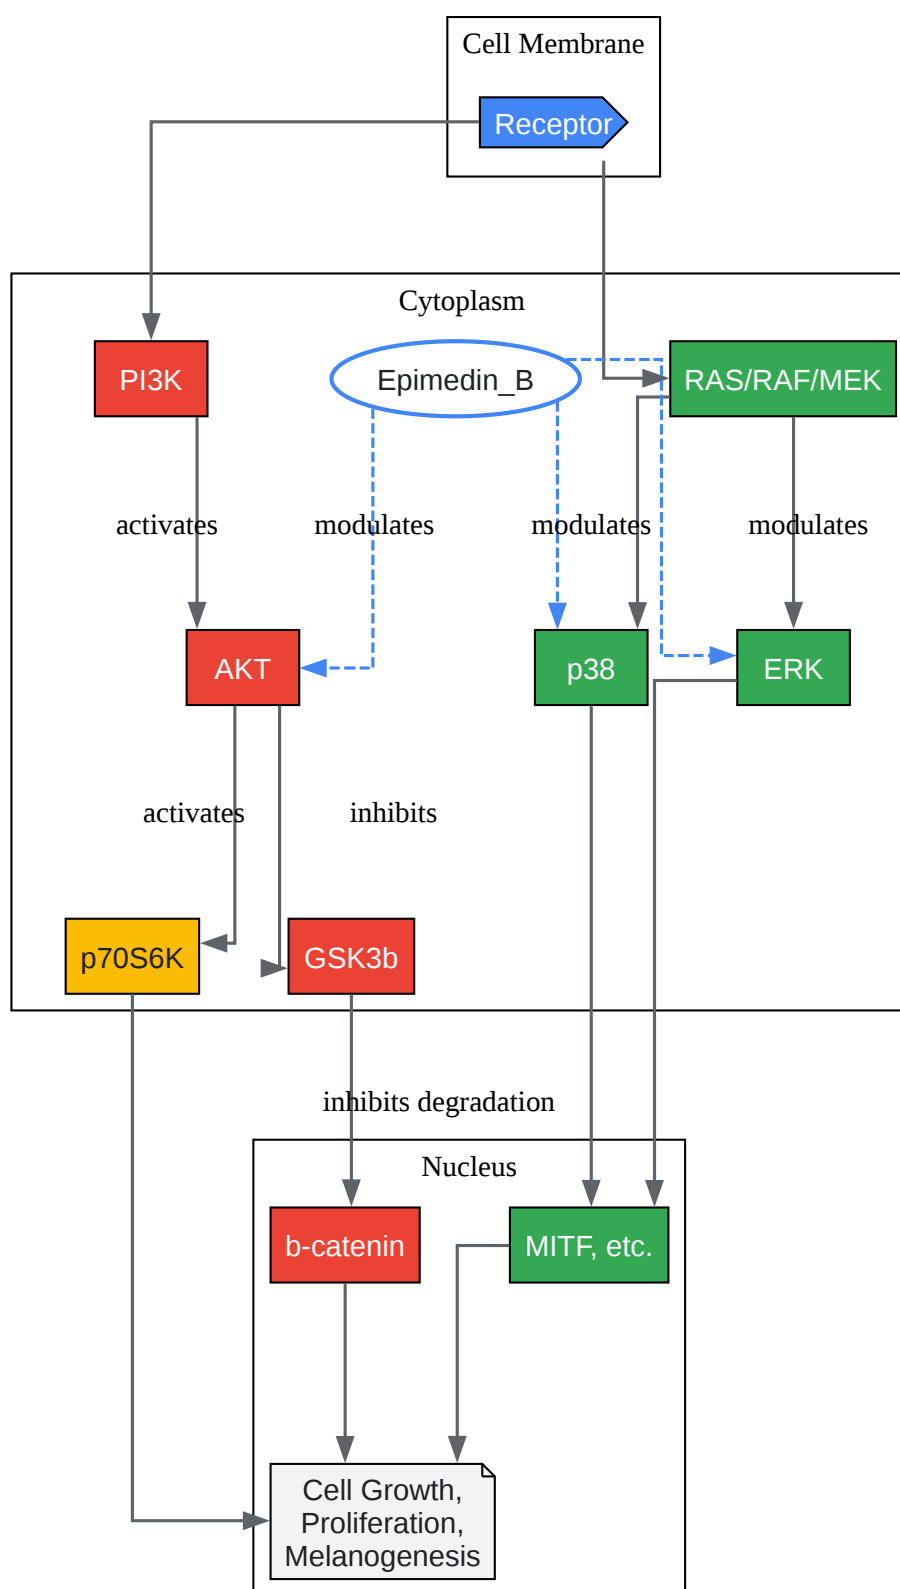 Cell Membrane
Receptor
Cytoplasm
PI3K
Epimedin_B
RAS/RAF/MEK
activates
modulates
modulates
modulates
AKT
p38
ERK
activates
inhibits
p70S6K
GSK3b
inhibits degradation
Nucleus
b-catenin
MITF, etc.
Cell Growth,
Proliferation,
Melanogenesis